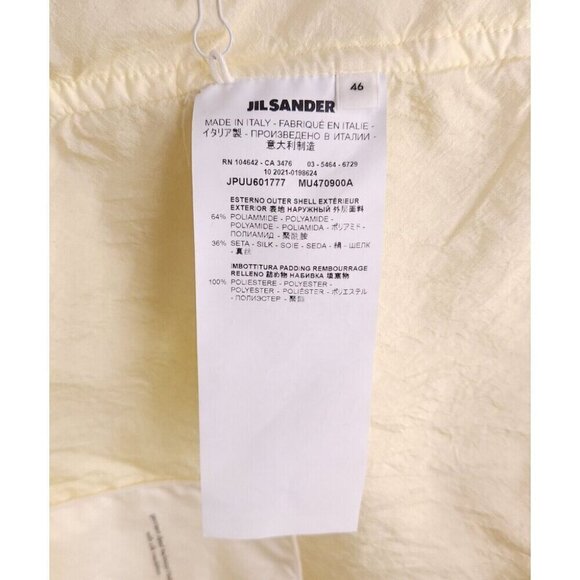 46
JIL SANDER
MADE IN ITALY - FABRIQUÉ EN ITALIE -
イタリア製 - ПРОИЗВЕДЕНО В ИТАЛИИ -
意大利制造
RN 104642 - CA 3476 03 - 5464 - 6729
10 2021-0198624
JPUU601777 MU470900A
ESTERNO OUTER SHELL EXTÉRIEUR
EXTERIOR 表地 НАРУЖНЫЙ 外层面料
64% POLIAMMIDE - POLYAMIDE -
POLYAMIDE - POLIAMIDA - ポリアミド -
ПОЛИАМИД - 聚酰胺
36% SETA - SILK - SOIE - SEDA - 絹 - ШЕЛК
- 真丝
IMBOTTITURA PADDING REMBOURRAGE
RELLENO 詰め物 НАБИВКА 填塞物
100% POLIESTERE - POLYESTER -
POLYESTER - POLIÉSTER - ポリエステル
- ПОЛИЭСТЕР - 聚酯